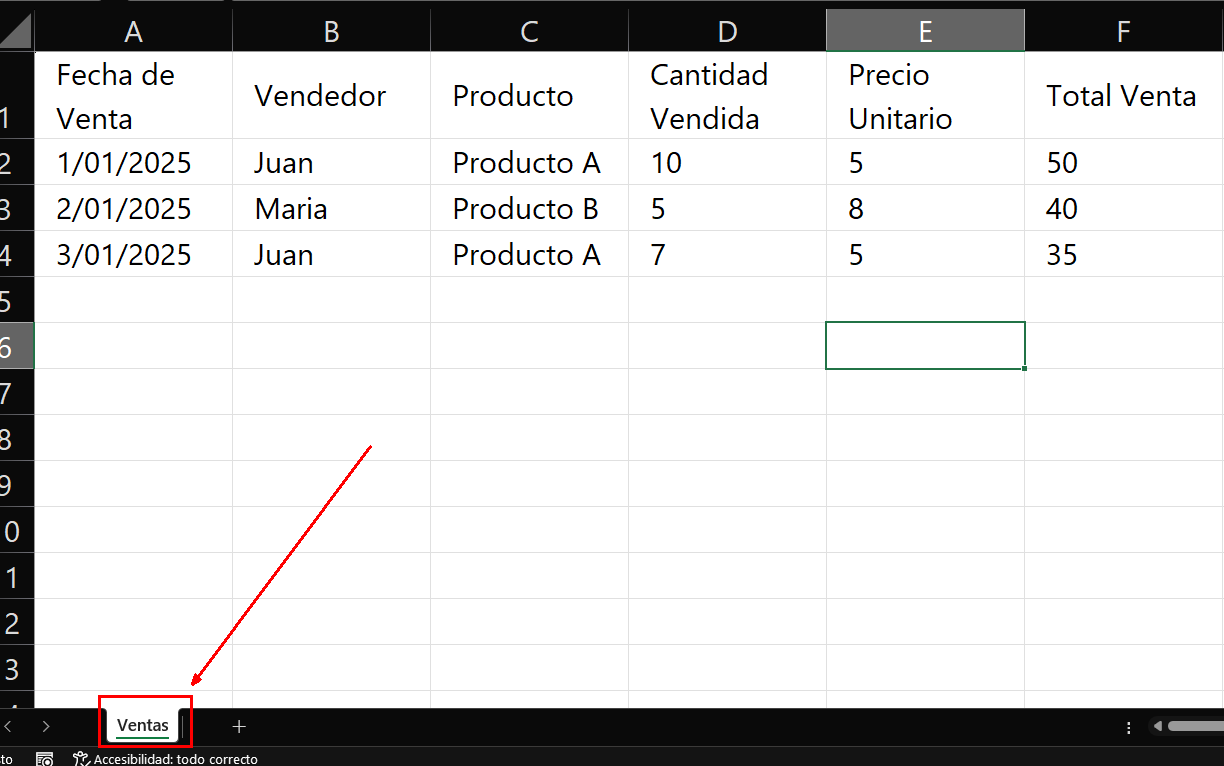 A B C D E F
1 Fecha de Venta Vendedor Producto Cantidad Vendida Precio Unitario Total Venta
2 1/01/2025 Juan Producto A 10 5 50
3 2/01/2025 Maria Producto B 5 8 40
4 3/01/2025 Juan Producto A 7 5 35
5
6
7
8
9
0
1
2
3
Ventas
to Accesibilidad: todo correcto